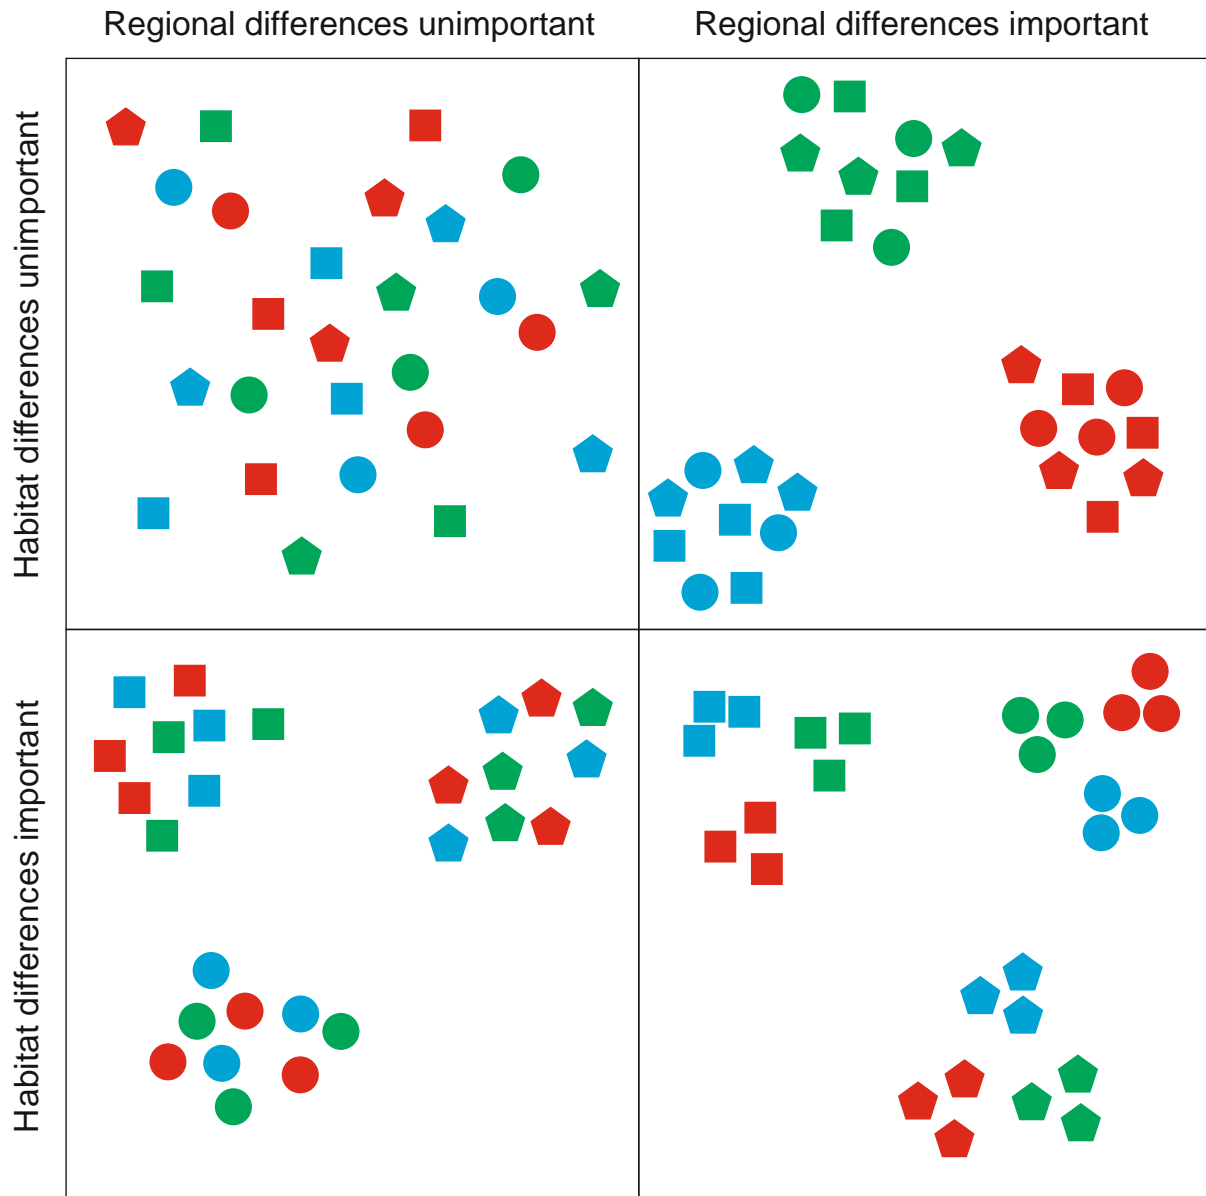 Regional differences unimportant
Regional differences important
Habitat differences unimportant
Habitat differences important